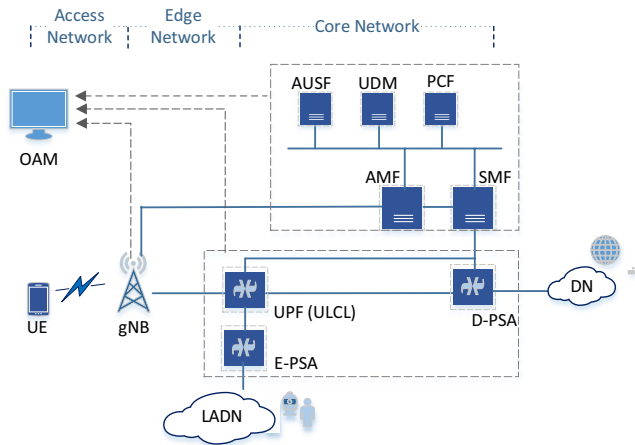 Access
Network
Edge
Network
Core Network
AUSF
UDM
PCF
OAM
AMF
SMF
UE
gNB
UPF (ULCL)
D-PSA
DN
E-PSA
LADN